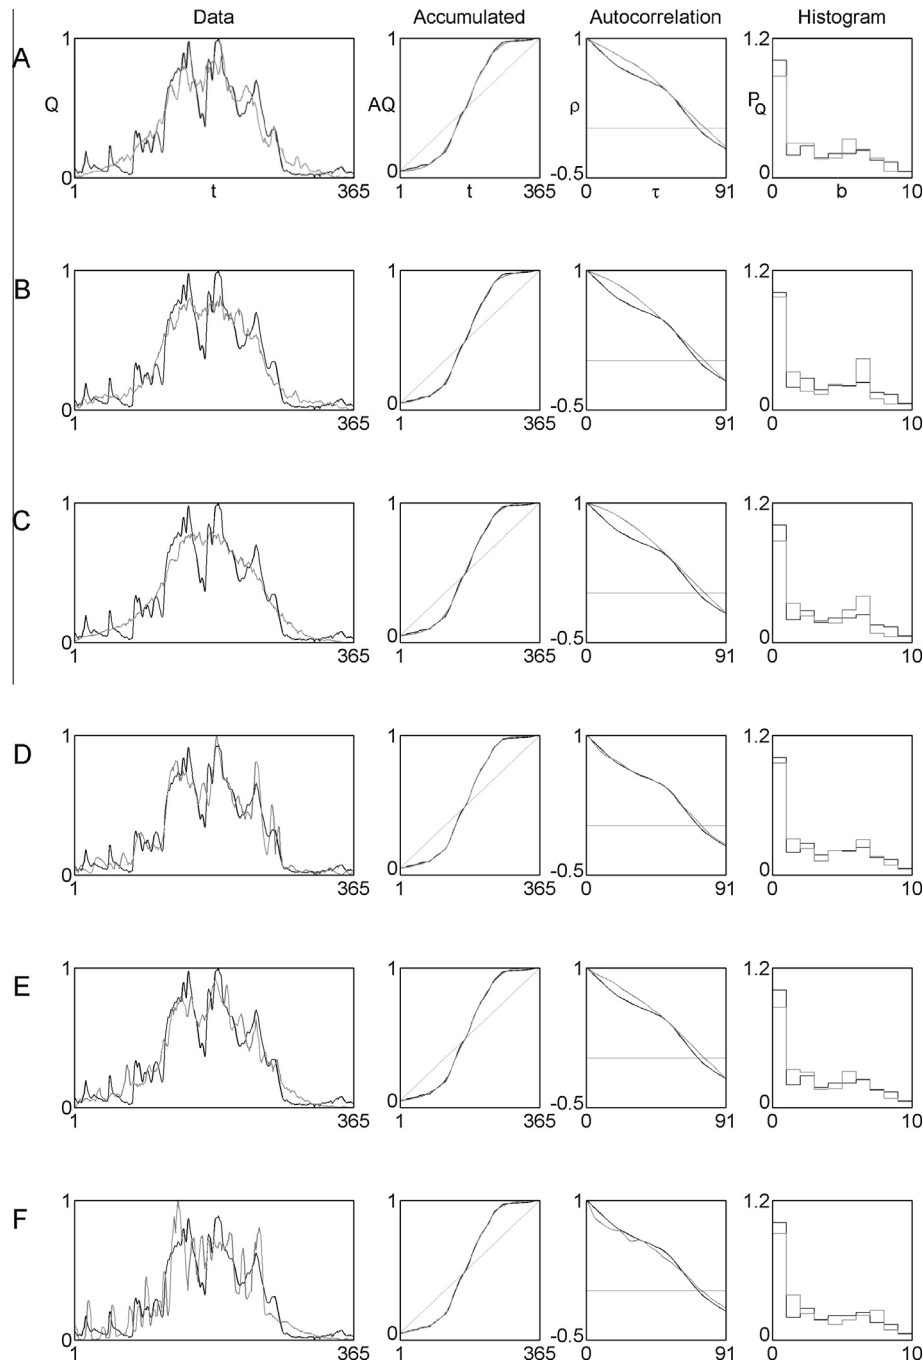 Data Accumulated Autocorrelation Histogram
A
1 1 1 1.2
Q AQ ρ P_Q
0 0 -0.5 0
1 t 365 1 t 365 0 τ 91 0 b 10
B
1 1 1 1.2
0 0 -0.5 0
1 365 1 365 0 91 0 10
C
1 1 1 1.2
0 0 -0.5 0
1 365 1 365 0 91 0 10
D
1 1 1 1.2
0 0 -0.5 0
1 365 1 365 0 91 0 10
E
1 1 1 1.2
0 0 -0.5 0
1 365 1 365 0 91 0 10
F
1 1 1 1.2
0 0 -0.5 0
1 365 1 365 0 91 0 10